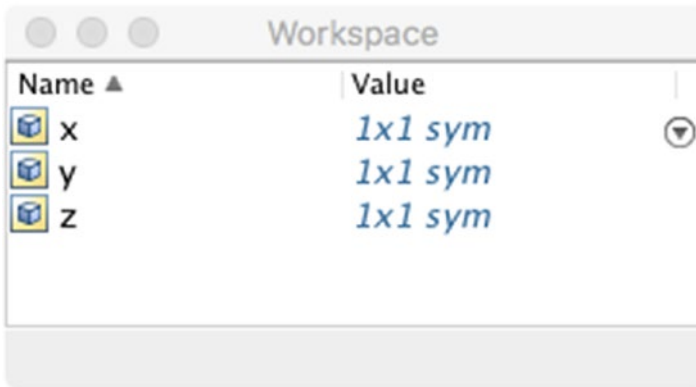 Workspace
Name Value
x 1x1 sym
y 1x1 sym
z 1x1 sym